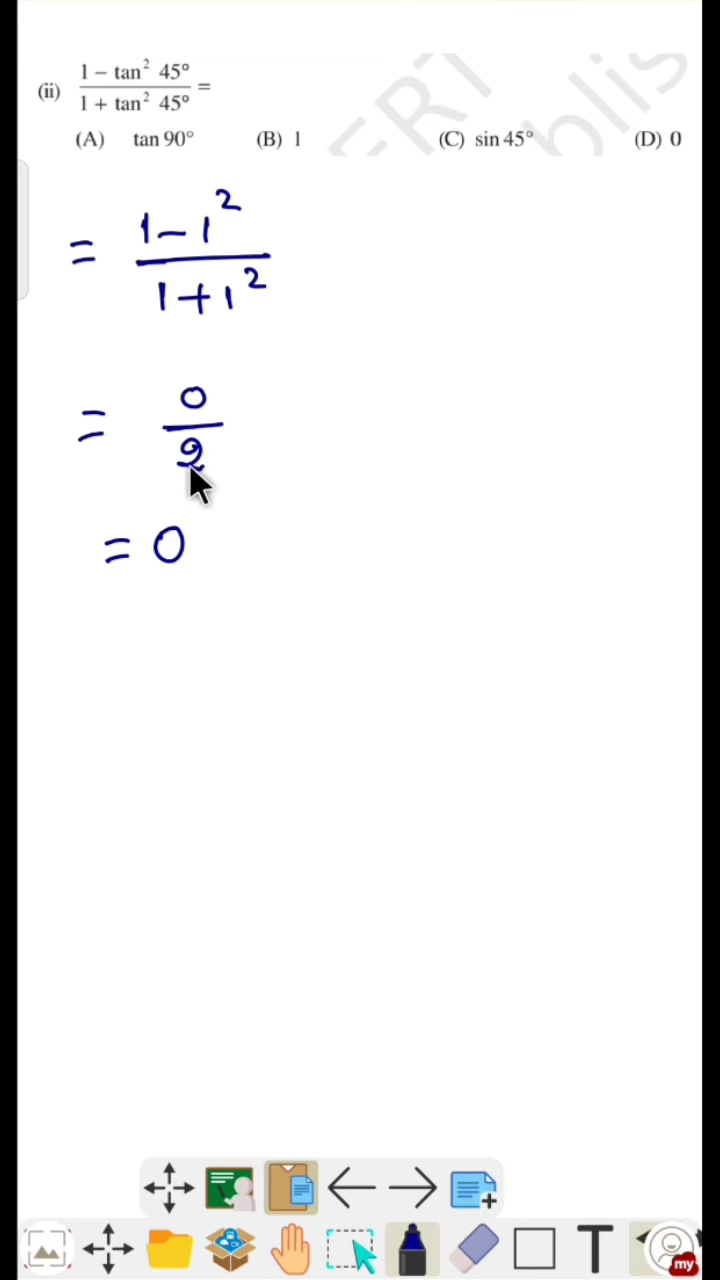 (ii) (1 – tan² 45°)/(1 + tan² 45°) =
(A) tan 90° (B) 1 (C) sin 45° (D) 0
= (1 – 1²)/(1 + 1²)
= 0/2
= 0
T
my